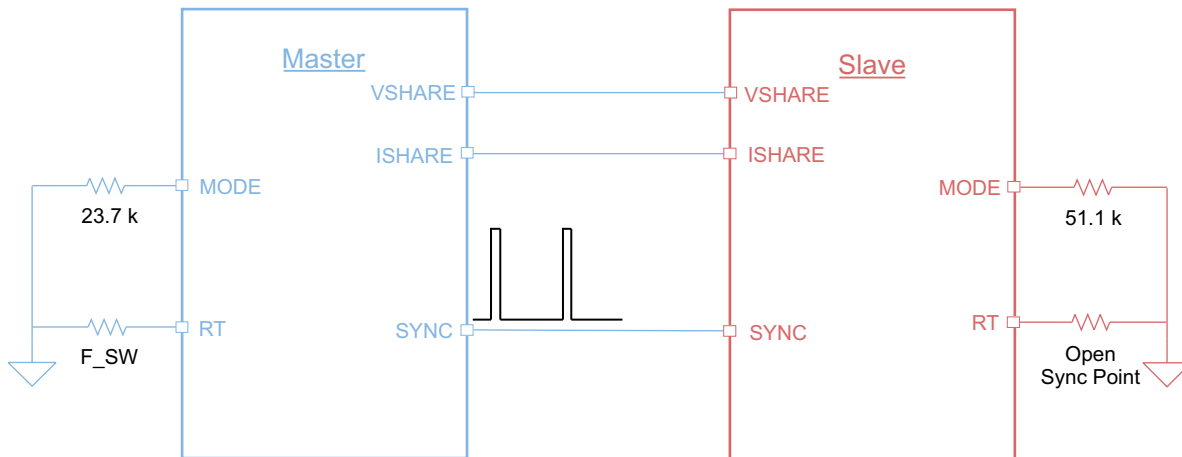 Master
Slave
VSHARE
VSHARE
ISHARE
ISHARE
MODE
MODE
23.7 k
51.1 k
RT
RT
SYNC
SYNC
F_SW
Open
Sync Point